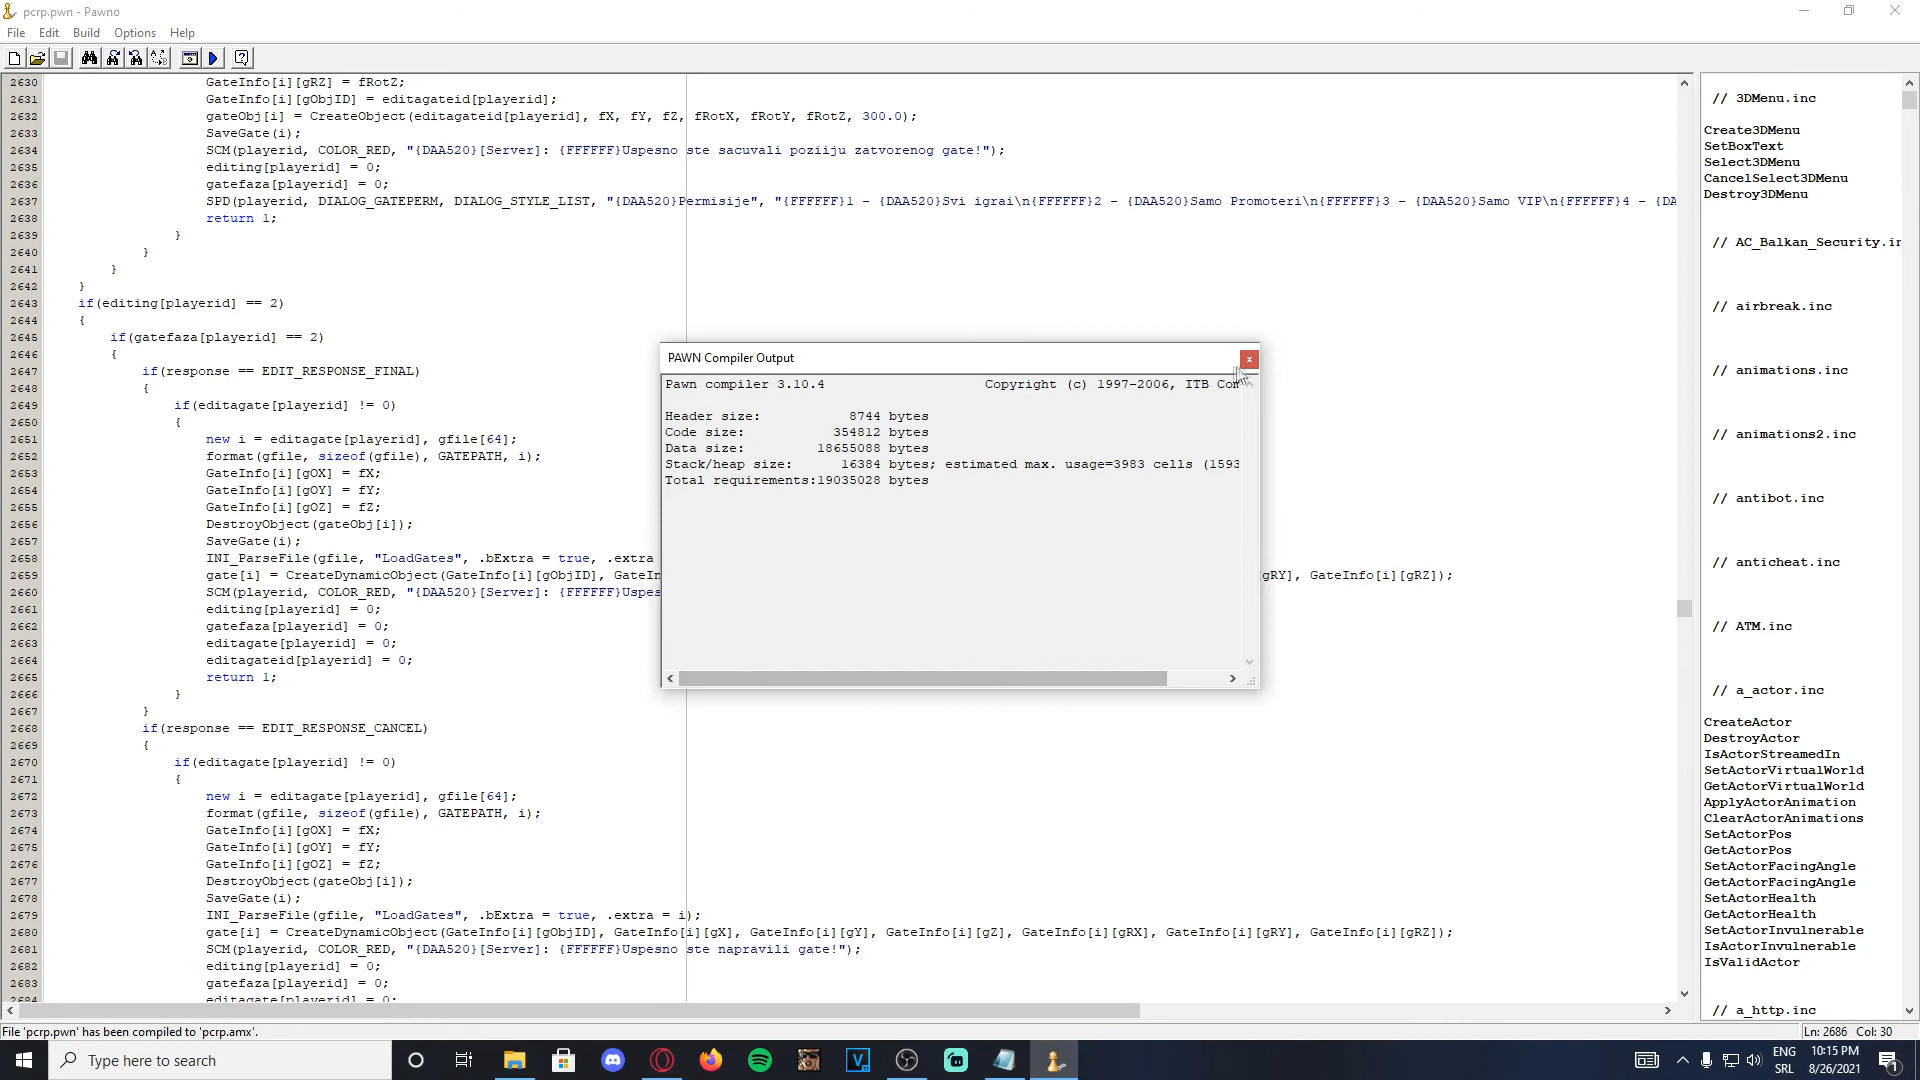 pcrp.pwn - Pawno
File Edit Build Options Help
2630 GateInfo[i][gRZ] = fRotZ;
2631 GateInfo[i][gObjID] = editagateid[playerid];
2632 gateObj[i] = CreateObject(editagateid[playerid], fX, fY, fZ, fRotX, fRotY, fRotZ, 300.0);
2633 SaveGate(i);
2634 SCM(playerid, COLOR_RED, "{DAA520}[Server]: {FFFFFF}Uspesno ste sacuvali poziiju zatvorenog gate!");
2635 editing[playerid] = 0;
2636 gatefaza[playerid] = 0;
2637 SPD(playerid, DIALOG_GATEPERM, DIALOG_STYLE_LIST, "{DAA520}Permisije", "{FFFFFF}1 - {DAA520}Svi igrai\n{FFFFFF}2 - {DAA520}Samo Promoteri\n{FFFFFF}3 - {DAA520}Samo VIP\n{FFFFFF}4 - {DA
2638 return 1;
2639 }
2640 }
2641 }
2642 }
2643 if(editing[playerid] == 2)
2644 {
2645 if(gatefaza[playerid] == 2)
2646 {
2647 if(response == EDIT_RESPONSE_FINAL)
2648 {
2649 if(editagate[playerid] != 0)
2650 {
2651 new i = editagate[playerid], gfile[64];
2652 format(gfile, sizeof(gfile), GATEPATH, i);
2653 GateInfo[i][gOX] = fX;
2654 GateInfo[i][gOY] = fY;
2655 GateInfo[i][gOZ] = fZ;
2656 DestroyObject(gateObj[i]);
2657 SaveGate(i);
2658 INI_ParseFile(gfile, "LoadGates", .bExtra = true, .extra
2659 gate[i] = CreateDynamicObject(GateInfo[i][gObjID], GateIn gRY], GateInfo[i][gRZ]);
2660 SCM(playerid, COLOR_RED, "{DAA520}[Server]: {FFFFFF}Uspes
2661 editing[playerid] = 0;
2662 gatefaza[playerid] = 0;
2663 editagate[playerid] = 0;
2664 editagateid[playerid] = 0;
2665 return 1;
2666 }
2667 }
2668 if(response == EDIT_RESPONSE_CANCEL)
2669 {
2670 if(editagate[playerid] != 0)
2671 {
2672 new i = editagate[playerid], gfile[64];
2673 format(gfile, sizeof(gfile), GATEPATH, i);
2674 GateInfo[i][gOX] = fX;
2675 GateInfo[i][gOY] = fY;
2676 GateInfo[i][gOZ] = fZ;
2677 DestroyObject(gateObj[i]);
2678 SaveGate(i);
2679 INI_ParseFile(gfile, "LoadGates", .bExtra = true, .extra = i);
2680 gate[i] = CreateDynamicObject(GateInfo[i][gObjID], GateInfo[i][gX], GateInfo[i][gY], GateInfo[i][gZ], GateInfo[i][gRX], GateInfo[i][gRY], GateInfo[i][gRZ]);
2681 SCM(playerid, COLOR_RED, "{DAA520}[Server]: {FFFFFF}Uspesno ste napravili gate!");
2682 editing[playerid] = 0;
2683 gatefaza[playerid] = 0;
2684 editagate[playerid] = 0;
PAWN Compiler Output
Pawn compiler 3.10.4 Copyright (c) 1997-2006, ITB Com
Header size: 8744 bytes
Code size: 354812 bytes
Data size: 18655088 bytes
Stack/heap size: 16384 bytes; estimated max. usage=3983 cells (1593
Total requirements:19035028 bytes
// 3DMenu.inc
Create3DMenu
SetBoxText
Select3DMenu
CancelSelect3DMenu
Destroy3DMenu
// AC_Balkan_Security.in
// airbreak.inc
// animations.inc
// animations2.inc
// antibot.inc
// anticheat.inc
// ATM.inc
// a_actor.inc
CreateActor
DestroyActor
IsActorStreamedIn
SetActorVirtualWorld
GetActorVirtualWorld
ApplyActorAnimation
ClearActorAnimations
SetActorPos
GetActorPos
SetActorFacingAngle
GetActorFacingAngle
SetActorHealth
GetActorHealth
SetActorInvulnerable
IsActorInvulnerable
IsValidActor
// a_http.inc
File 'pcrp.pwn' has been compiled to 'pcrp.amx'.
Ln: 2686 Col: 30
Type here to search
ENG
SRL
10:15 PM
8/26/2021
1